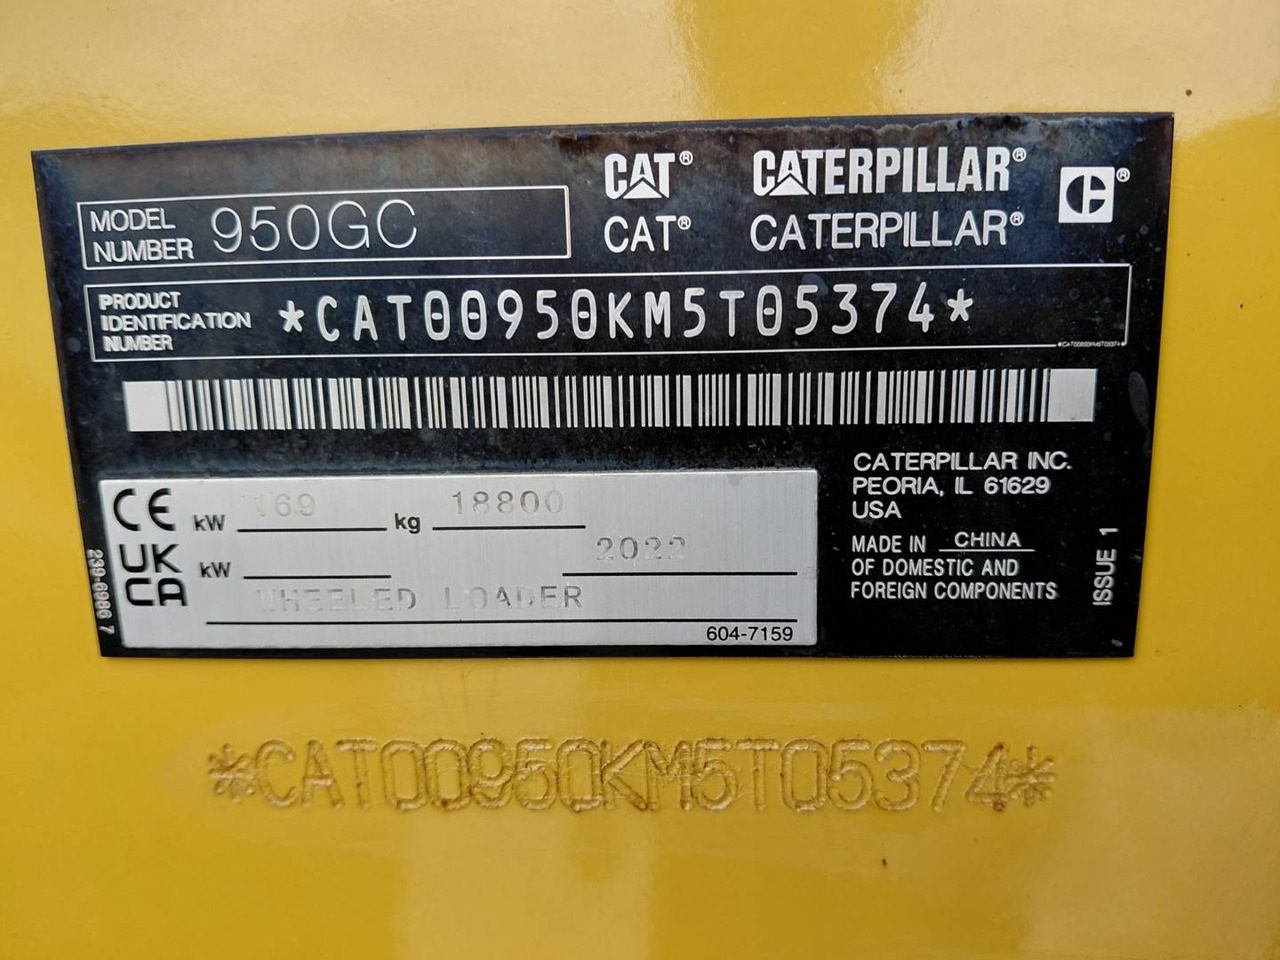 CAT® CATERPILLAR®
CAT® CATERPILLAR®
MODEL NUMBER 950GC
PRODUCT IDENTIFICATION NUMBER *CAT00950KM5T05374*
*CAT00950KM5T05374*
CE kW 169 kg 18800
UKCA kW 2022
WHEELED LOADER
604-7159
239-6986 7
CATERPILLAR INC.
PEORIA, IL 61629
USA
MADE IN CHINA
OF DOMESTIC AND
FOREIGN COMPONENTS
ISSUE 1
*CAT00950KM5T05374*